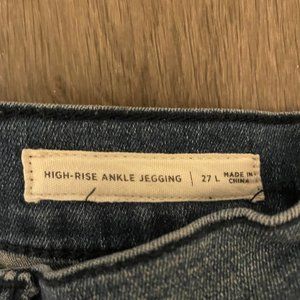 HIGH-RISE ANKLE JEGGING | 27 L MADE IN
CHINA